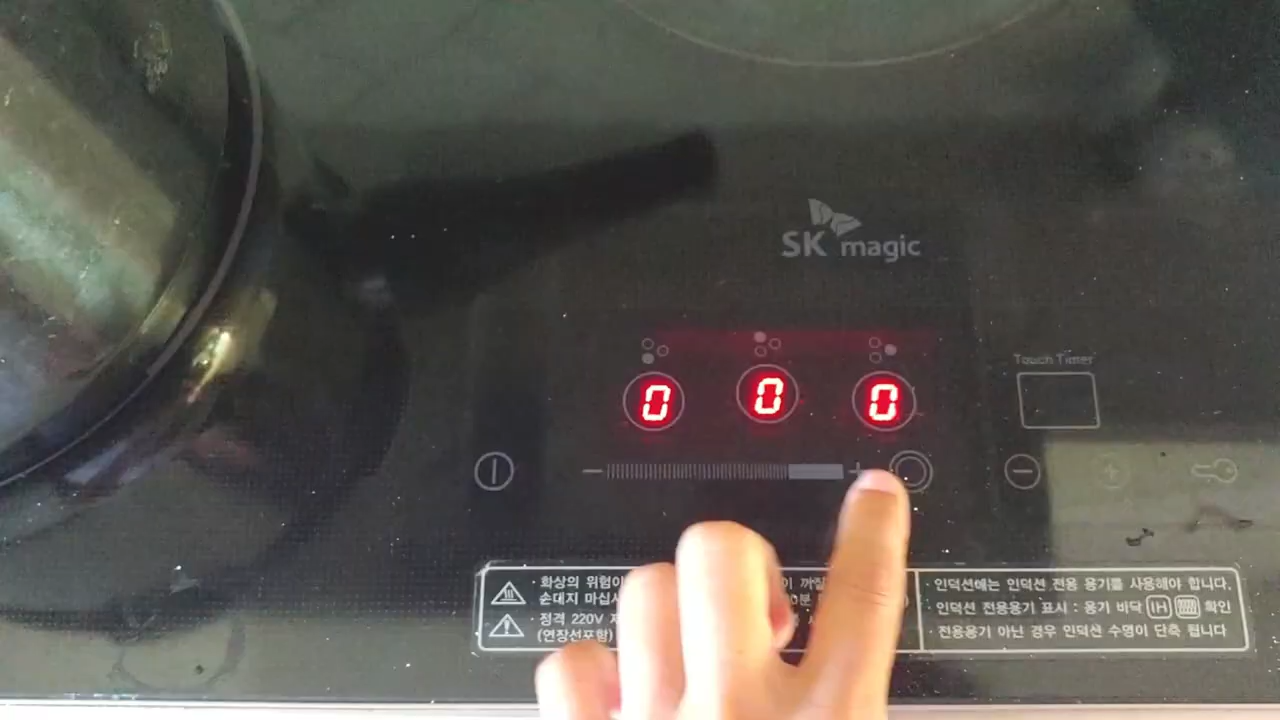 SK magic
0 0 0
Touch Timer
− +
· 화상의 위험이
손대지 마십시
· 정격 220V
(연장선포함)
· 인덕션에는 인덕션 전용 용기를 사용해야 합니다.
· 인덕션 전용용기 표시 : 용기 바닥 IH 확인
· 전용용기 아닌 경우 인덕션 수명이 단축 됩니다